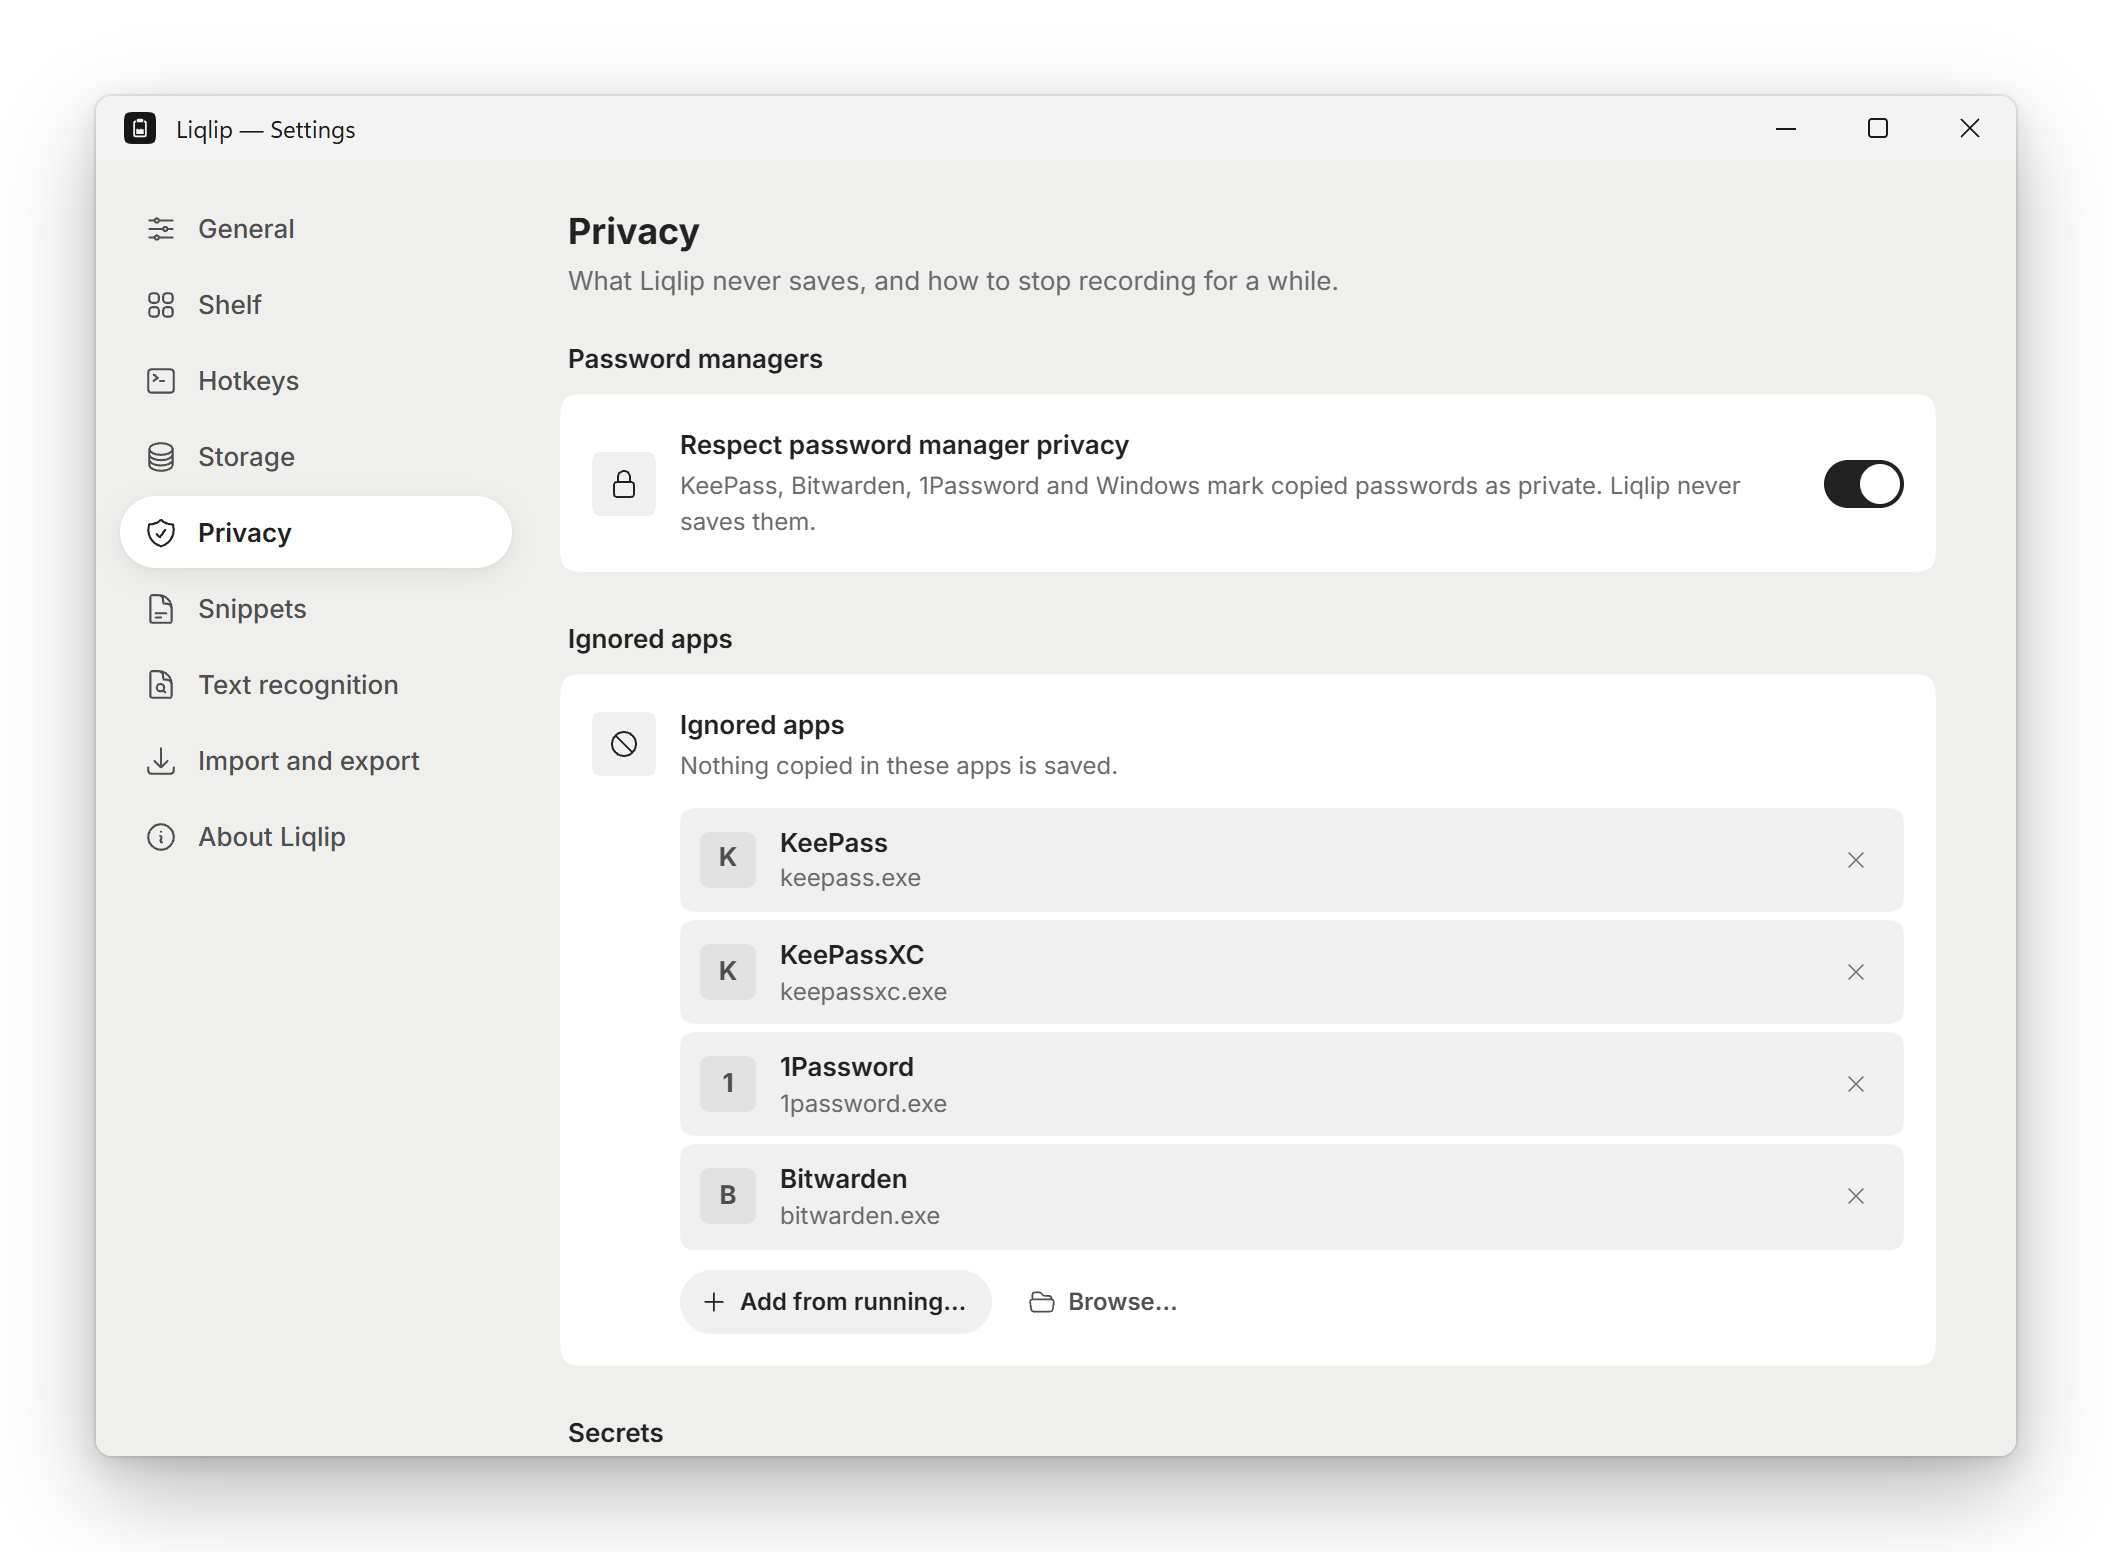 Liqlip — Settings
General
Shelf
Hotkeys
Storage
Privacy
Snippets
Text recognition
Import and export
About Liqlip
Privacy
What Liqlip never saves, and how to stop recording for a while.
Password managers
Respect password manager privacy
KeePass, Bitwarden, 1Password and Windows mark copied passwords as private. Liqlip never
saves them.
Ignored apps
Ignored apps
Nothing copied in these apps is saved.
K
KeePass
keepass.exe
K
KeePassXC
keepassxc.exe
1
1Password
1password.exe
B
Bitwarden
bitwarden.exe
Add from running...
Browse...
Secrets